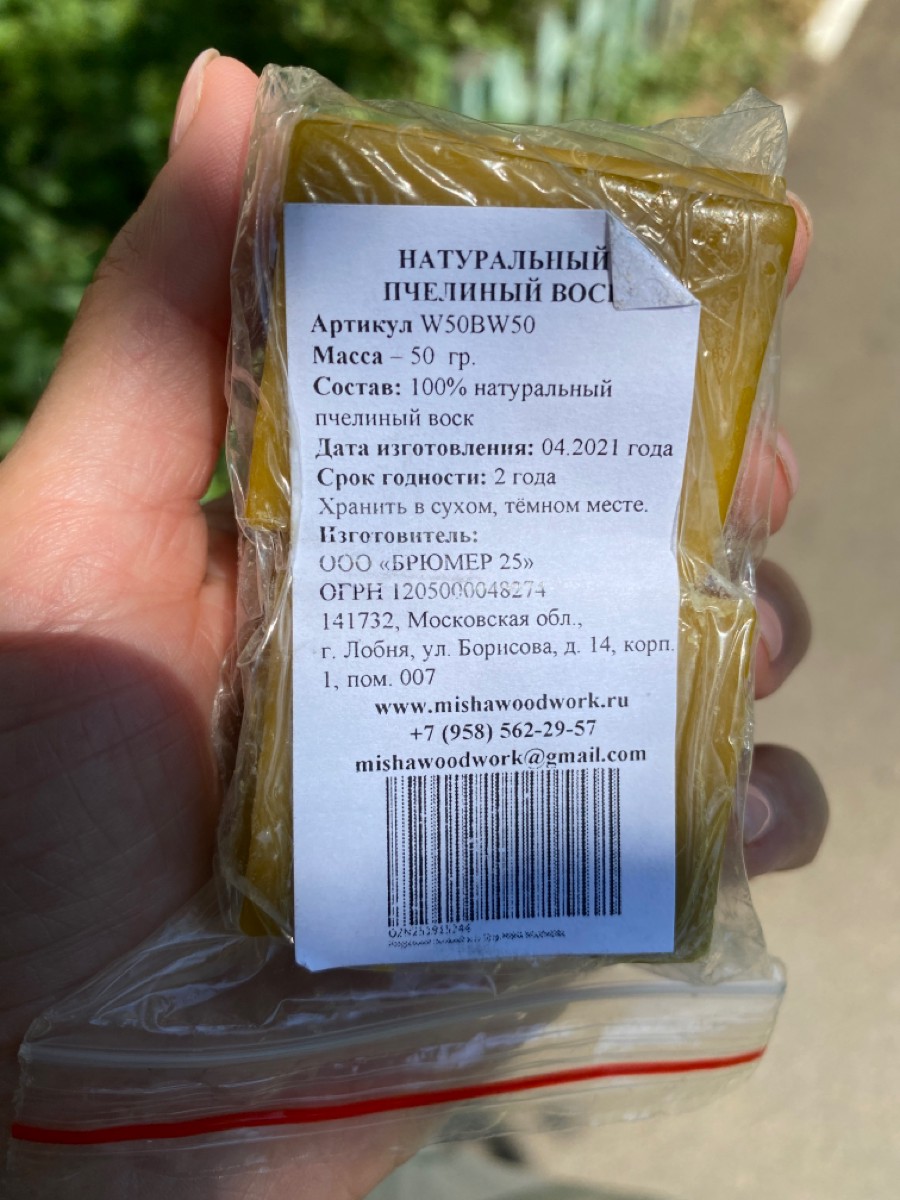 НАТУРАЛЬНЫЙ
ПЧЕЛИНЫЙ ВОСК
Артикул W50BW50
Масса – 50 гр.
Состав: 100% натуральный
пчелиный воск
Дата изготовления: 04.2021 года
Срок годности: 2 года
Хранить в сухом, тёмном месте.
Изготовитель:
ООО «БРЮМЕР 25»
ОГРН 1205000048274
141732, Московская обл.,
г. Лобня, ул. Борисова, д. 14, корп.
1, пом. 007
www.mishawoodwork.ru
+7 (958) 562-29-57
mishawoodwork@gmail.com
OZN251915244